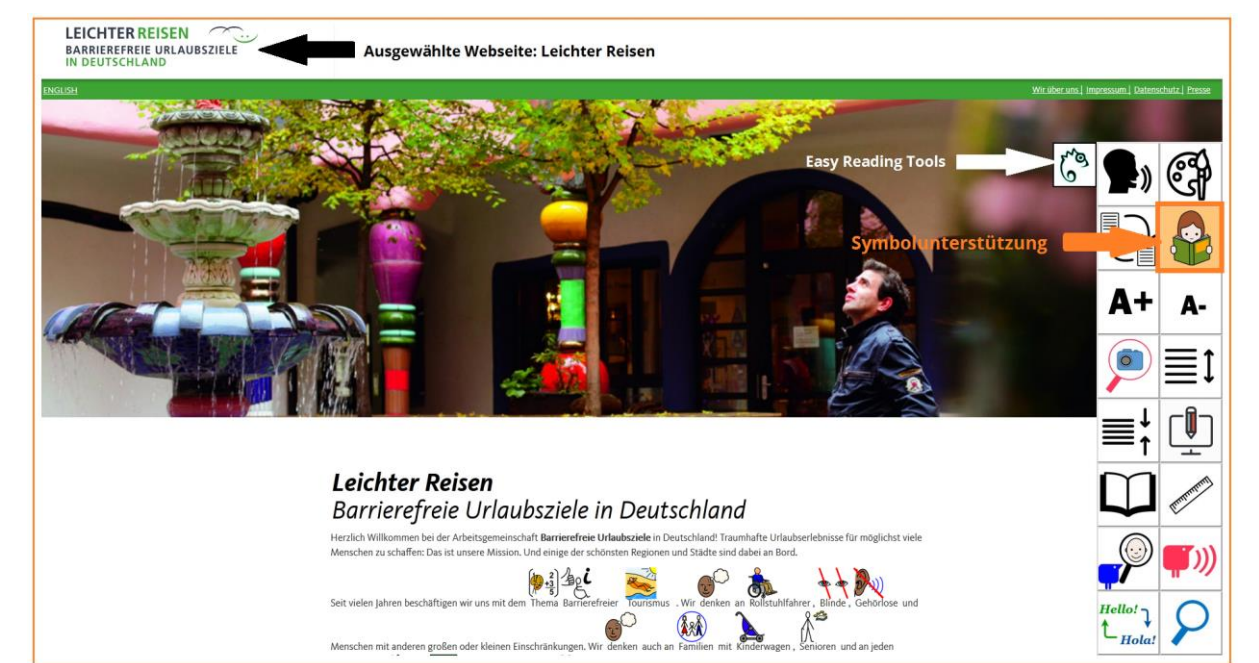 LEICHTER REISEN
BARRIEREFREIE URLAUBSZIELE
IN DEUTSCHLAND
Ausgewählte Webseite: Leichter Reisen
ENGLISH
Wir über uns | Impressum | Datenschutz | Presse
Easy Reading Tools
Symbolunterstützung
A+ A-
Leichter Reisen
Barrierefreie Urlaubsziele in Deutschland
Herzlich Willkommen bei der Arbeitsgemeinschaft Barrierefreie Urlaubsziele in Deutschland! Traumhafte Urlaubserlebnisse für möglichst viele
Menschen zu schaffen: Das ist unsere Mission. Und einige der schönsten Regionen und Städte sind dabei an Bord.
Seit vielen Jahren beschäftigen wir uns mit dem Thema Barrierefreier Tourismus . Wir denken an Rollstuhlfahrer , Blinde , Gehörlose und
Menschen mit anderen großen oder kleinen Einschränkungen. Wir denken auch an Familien mit Kinderwagen , Senioren und an jeden
Hello!
Hola!